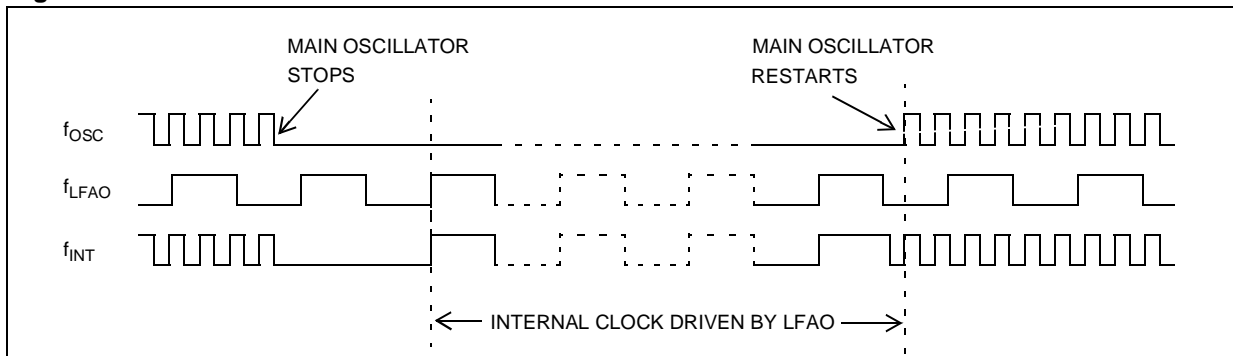 MAIN OSCILLATOR
STOPS
MAIN OSCILLATOR
RESTARTS
fOSC
fLFAO
fINT
INTERNAL CLOCK DRIVEN BY LFAO